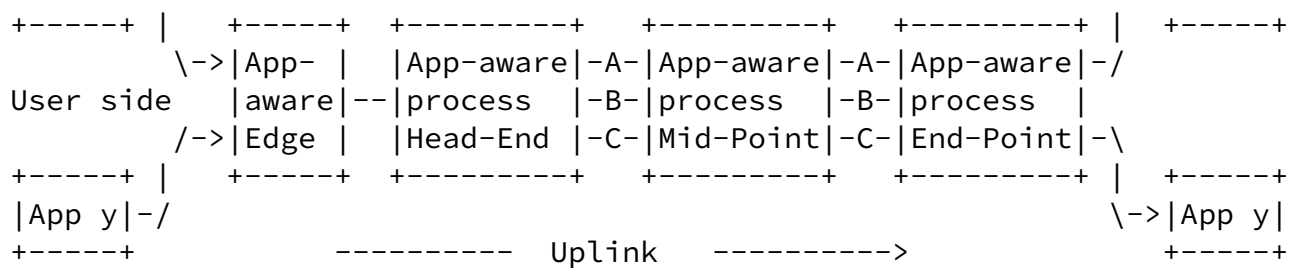 +-----+ |   +-----+  +---------+   +---------+   +---------+ |  +-----+
         \->|App- |  |App-aware|-A-|App-aware|-A-|App-aware|-/
User side   |aware|--|process  |-B-|process  |-B-|process  |
         /->|Edge |  |Head-End |-C-|Mid-Point|-C-|End-Point|-\
+-----+ |   +-----+  +---------+   +---------+   +---------+ |  +-----+
|App y|-/                                                    \->|App y|
+-----+          ----------  Uplink   ---------->               +-----+